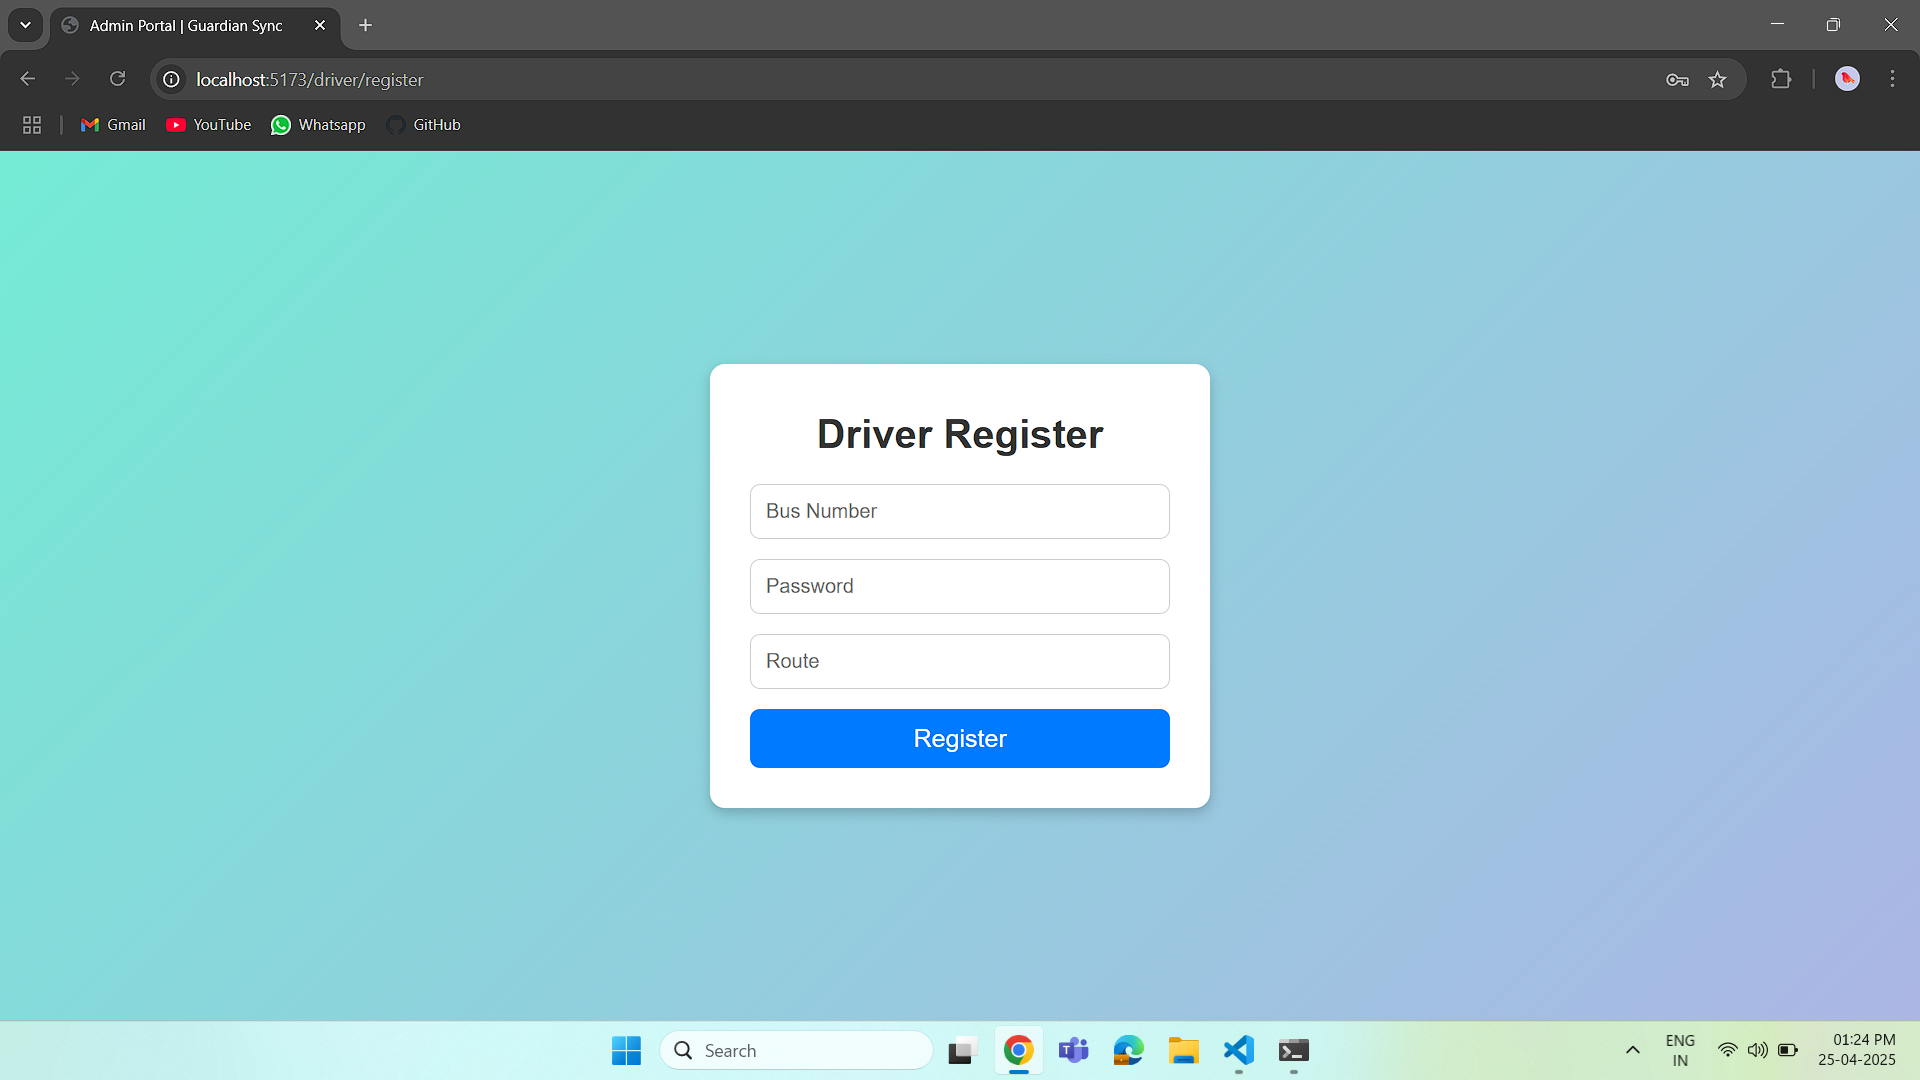 Admin Portal | Guardian Sync
localhost:5173/driver/register
Gmail YouTube Whatsapp GitHub
Driver Register
Bus Number
Password
Route
Register
Search
ENG
IN
01:24 PM
25-04-2025